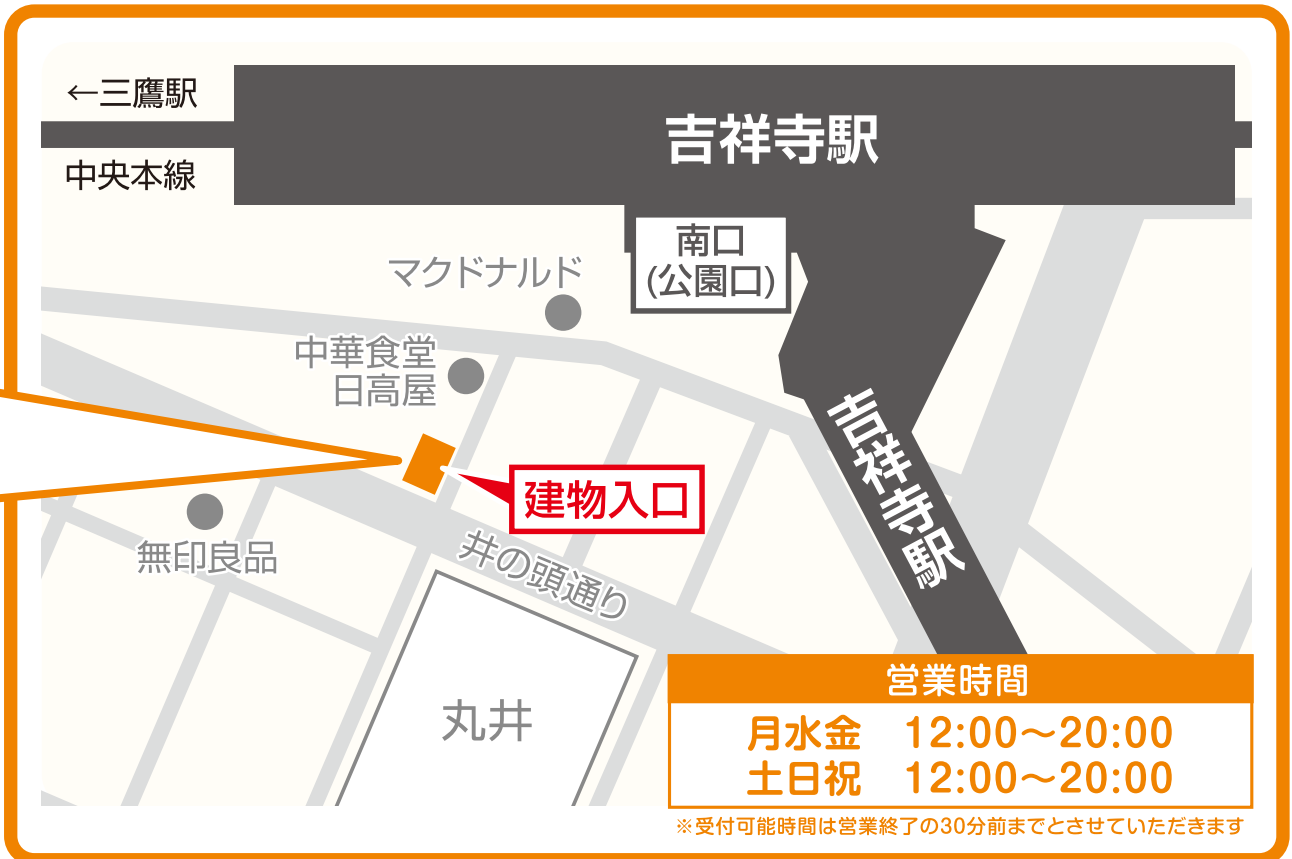 ←三鷹駅
中央本線
吉祥寺駅
南口
(公園口)
マクドナルド
中華食堂
日高屋
吉祥寺駅
建物入口
無印良品
井の頭通り
丸井
営業時間
月水金 12:00〜20:00
土日祝 12:00〜20:00
※受付可能時間は営業終了の30分前までとさせていただきます